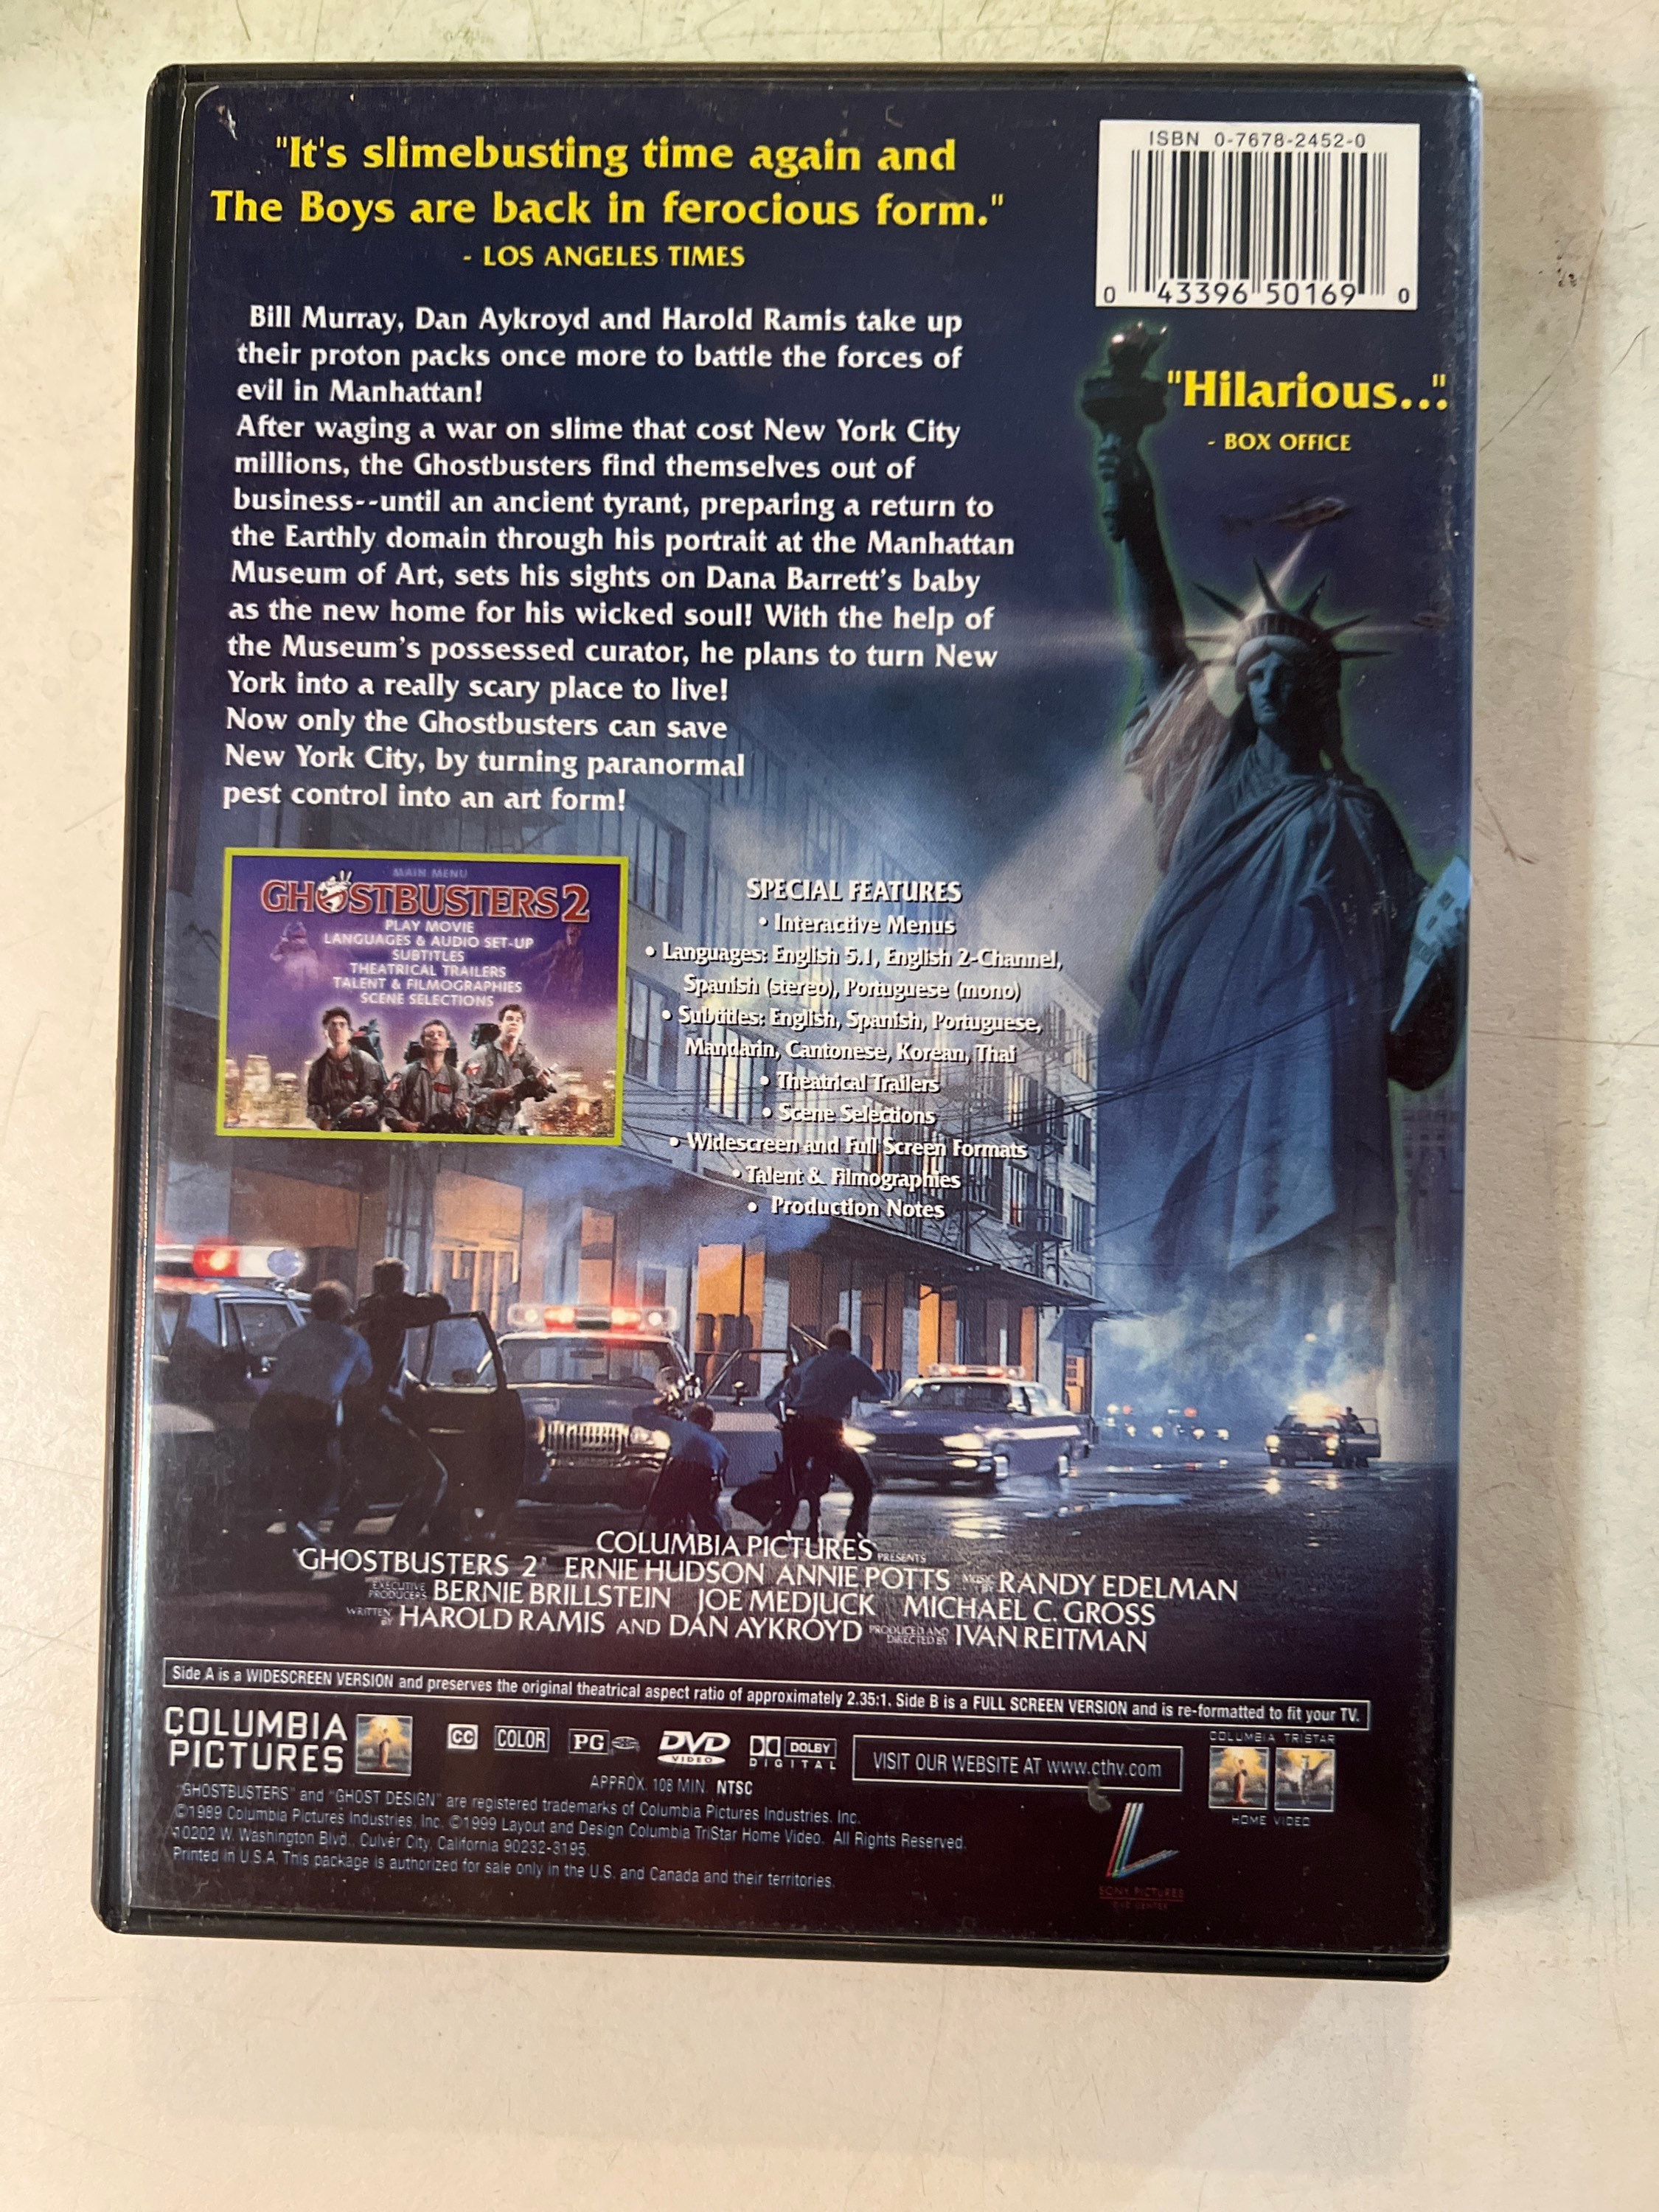 "It's slimebusting time again and
The Boys are back in ferocious form."
- LOS ANGELES TIMES
ISBN 0-7678-2452-0
0 43396 50169 0
"Hilarious..."
- BOX OFFICE
Bill Murray, Dan Aykroyd and Harold Ramis take up
their proton packs once more to battle the forces of
evil in Manhattan!
After waging a war on slime that cost New York City
millions, the Ghostbusters find themselves out of
business--until an ancient tyrant, preparing a return to
the Earthly domain through his portrait at the Manhattan
Museum of Art, sets his sights on Dana Barrett's baby
as the new home for his wicked soul! With the help of
the Museum's possessed curator, he plans to turn New
York into a really scary place to live!
Now only the Ghostbusters can save
New York City, by turning paranormal
pest control into an art form!
MAIN MENU
GHOSTBUSTERS 2
PLAY MOVIE
LANGUAGES & AUDIO SET-UP
SUBTITLES
THEATRICAL TRAILERS
TALENT & FILMOGRAPHIES
SCENE SELECTIONS
SPECIAL FEATURES
• Interactive Menus
• Languages: English 5.1, English 2-Channel,
Spanish (stereo), Portuguese (mono)
• Subtitles: English, Spanish, Portuguese,
Mandarin, Cantonese, Korean, Thai
• Theatrical Trailers
• Scene Selections
• Widescreen and Full Screen Formats
• Talent & Filmographies
• Production Notes
COLUMBIA PICTURES PRESENTS
"GHOSTBUSTERS 2" ERNIE HUDSON ANNIE POTTS MUSIC BY RANDY EDELMAN
EXECUTIVE PRODUCERS BERNIE BRILLSTEIN JOE MEDJUCK MICHAEL C. GROSS
WRITTEN BY HAROLD RAMIS AND DAN AYKROYD PRODUCED AND DIRECTED BY IVAN REITMAN
Side A is a WIDESCREEN VERSION and preserves the original theatrical aspect ratio of approximately 2.35:1. Side B is a FULL SCREEN VERSION and is re-formatted to fit your TV.
COLUMBIA
PICTURES
CC COLOR PG DVD VIDEO DOLBY DIGITAL
VISIT OUR WEBSITE AT www.cthv.com
COLUMBIA TRISTAR
HOME VIDEO
APPROX. 108 MIN. NTSC
"GHOSTBUSTERS" and "GHOST DESIGN" are registered trademarks of Columbia Pictures Industries, Inc.
©1989 Columbia Pictures Industries, Inc. ©1999 Layout and Design Columbia TriStar Home Video. All Rights Reserved.
10202 W. Washington Blvd., Culver City, California 90232-3195.
Printed in U.S.A. This package is authorized for sale only in the U.S. and Canada and their territories.
SONY PICTURES
DVD CENTER